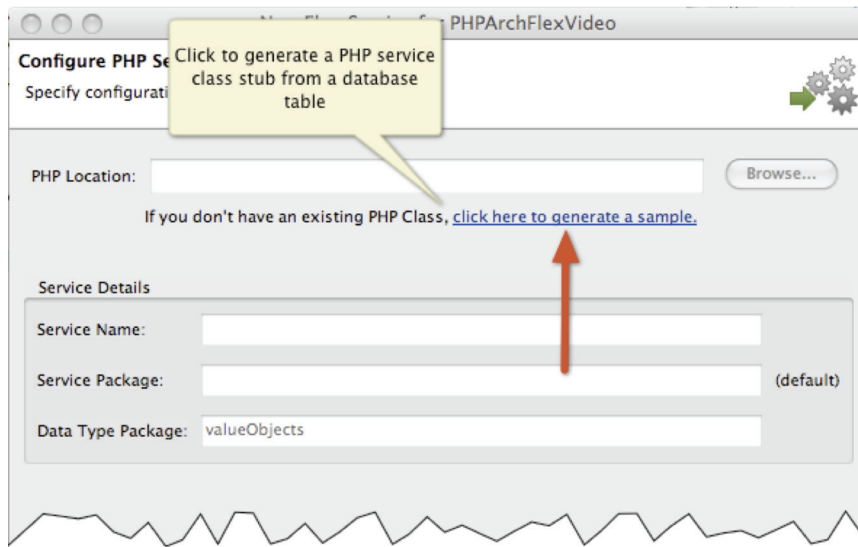 for PHPArchFlexVideo
Click to generate a PHP service
class stub from a database
table
Configure PHP Se
Specify configurati
PHP Location:
Browse...
If you don't have an existing PHP Class, click here to generate a sample.
Service Details
Service Name:
Service Package:
(default)
Data Type Package:
valueObjects